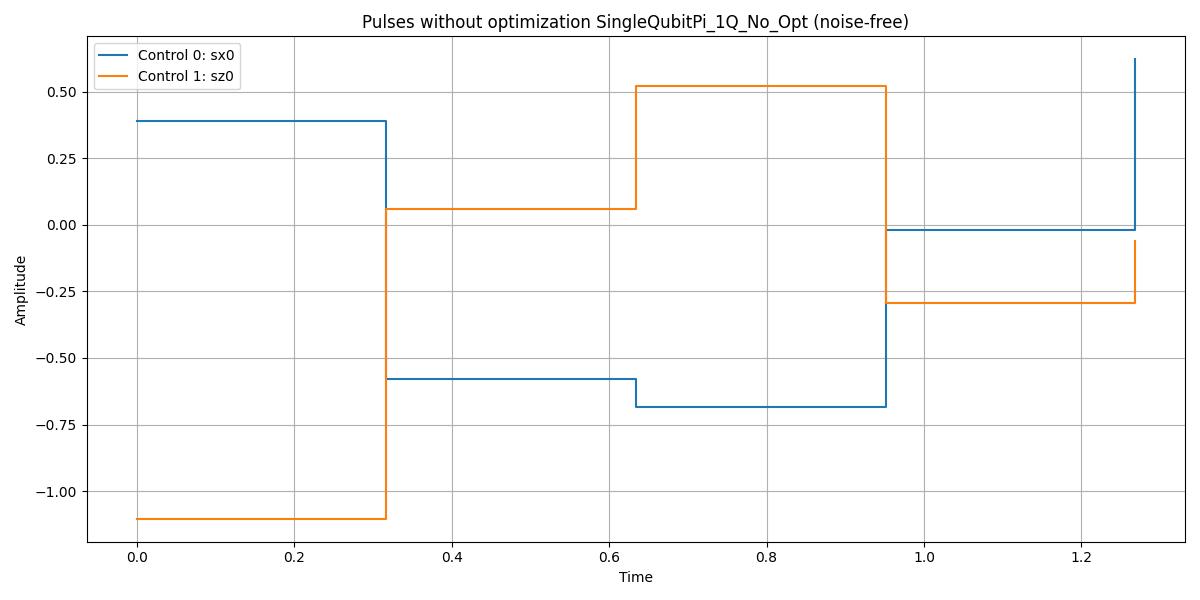 Pulses without optimization SingleQubitPi_1Q_No_Opt (noise-free)
Control 0: sx0
Control 1: sz0
0.50
0.25
0.00
−0.25
−0.50
−0.75
−1.00
Amplitude
0.0 0.2 0.4 0.6 0.8 1.0 1.2
Time